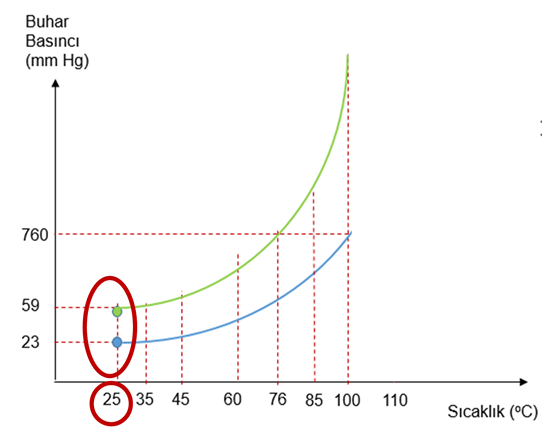 Buhar
Basıncı
(mm Hg)
760
59
23
25 35 45 60 76 85 100 110
Sıcaklık (ºC)